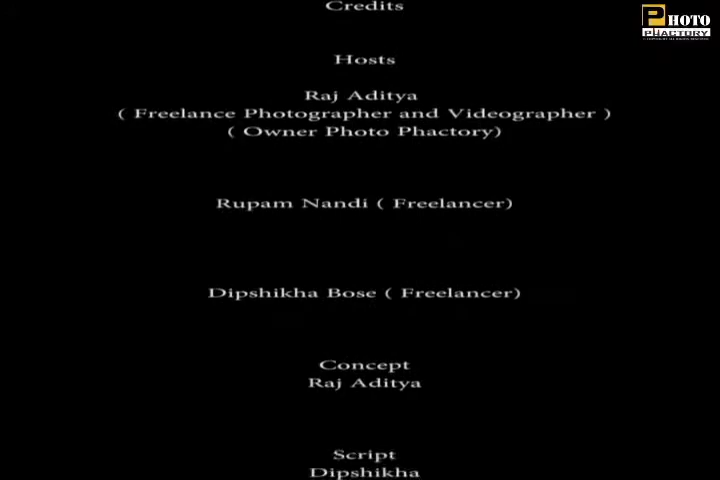 Credits
PHOTO
PHACTORY
Hosts
Raj Aditya
( Freelance Photographer and Videographer )
( Owner Photo Phactory)
Rupam Nandi ( Freelancer)
Dipshikha Bose ( Freelancer)
Concept
Raj Aditya
Script
Dipshikha